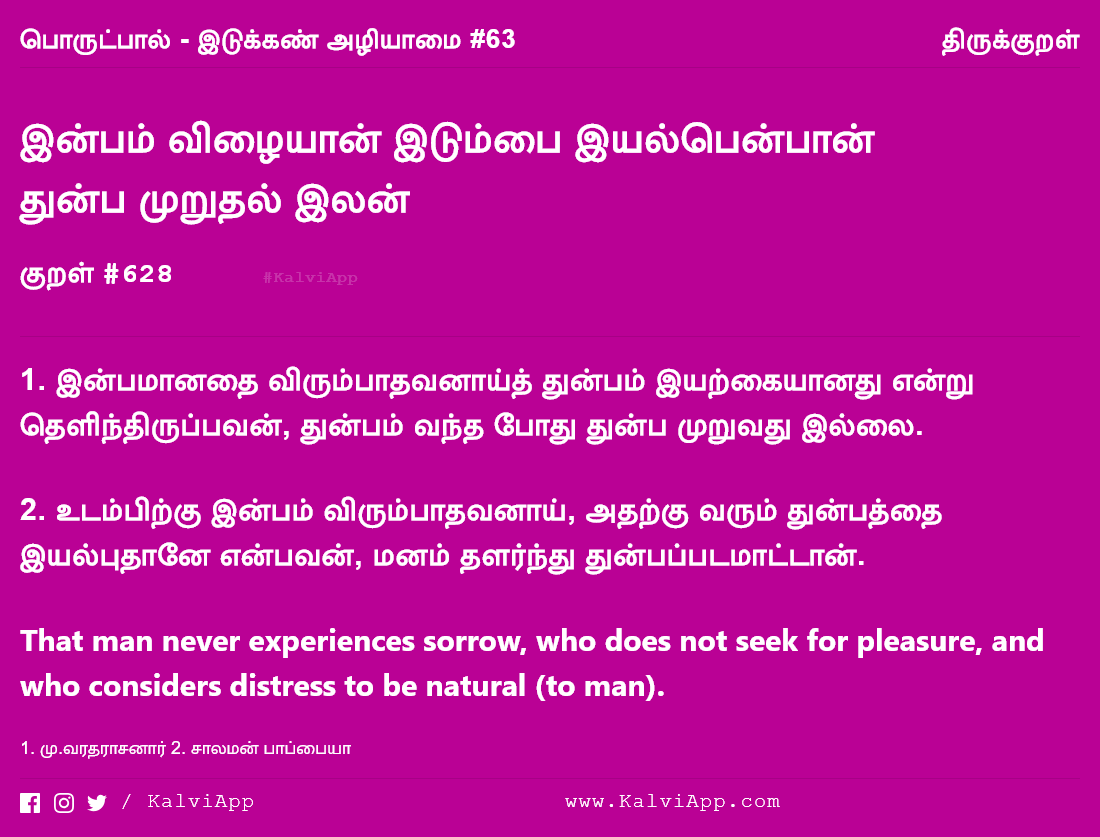 பொருட்பால் - இடுக்கண் அழியாமை #63 திருக்குறள்
இன்பம் விழையான் இடும்பை இயல்பென்பான்
துன்ப முறுதல் இலன்
குறள் #628 #KalviApp
1. இன்பமானதை விரும்பாதவனாய்த் துன்பம் இயற்கையானது என்று
தெளிந்திருப்பவன், துன்பம் வந்த போது துன்ப முறுவது இல்லை.
2. உடம்பிற்கு இன்பம் விரும்பாதவனாய், அதற்கு வரும் துன்பத்தை
இயல்புதானே என்பவன், மனம் தளர்ந்து துன்பப்படமாட்டான்.
That man never experiences sorrow, who does not seek for pleasure, and
who considers distress to be natural (to man).
1. மு.வரதராசனார் 2. சாலமன் பாப்பையா
/ KalviApp www.KalviApp.com